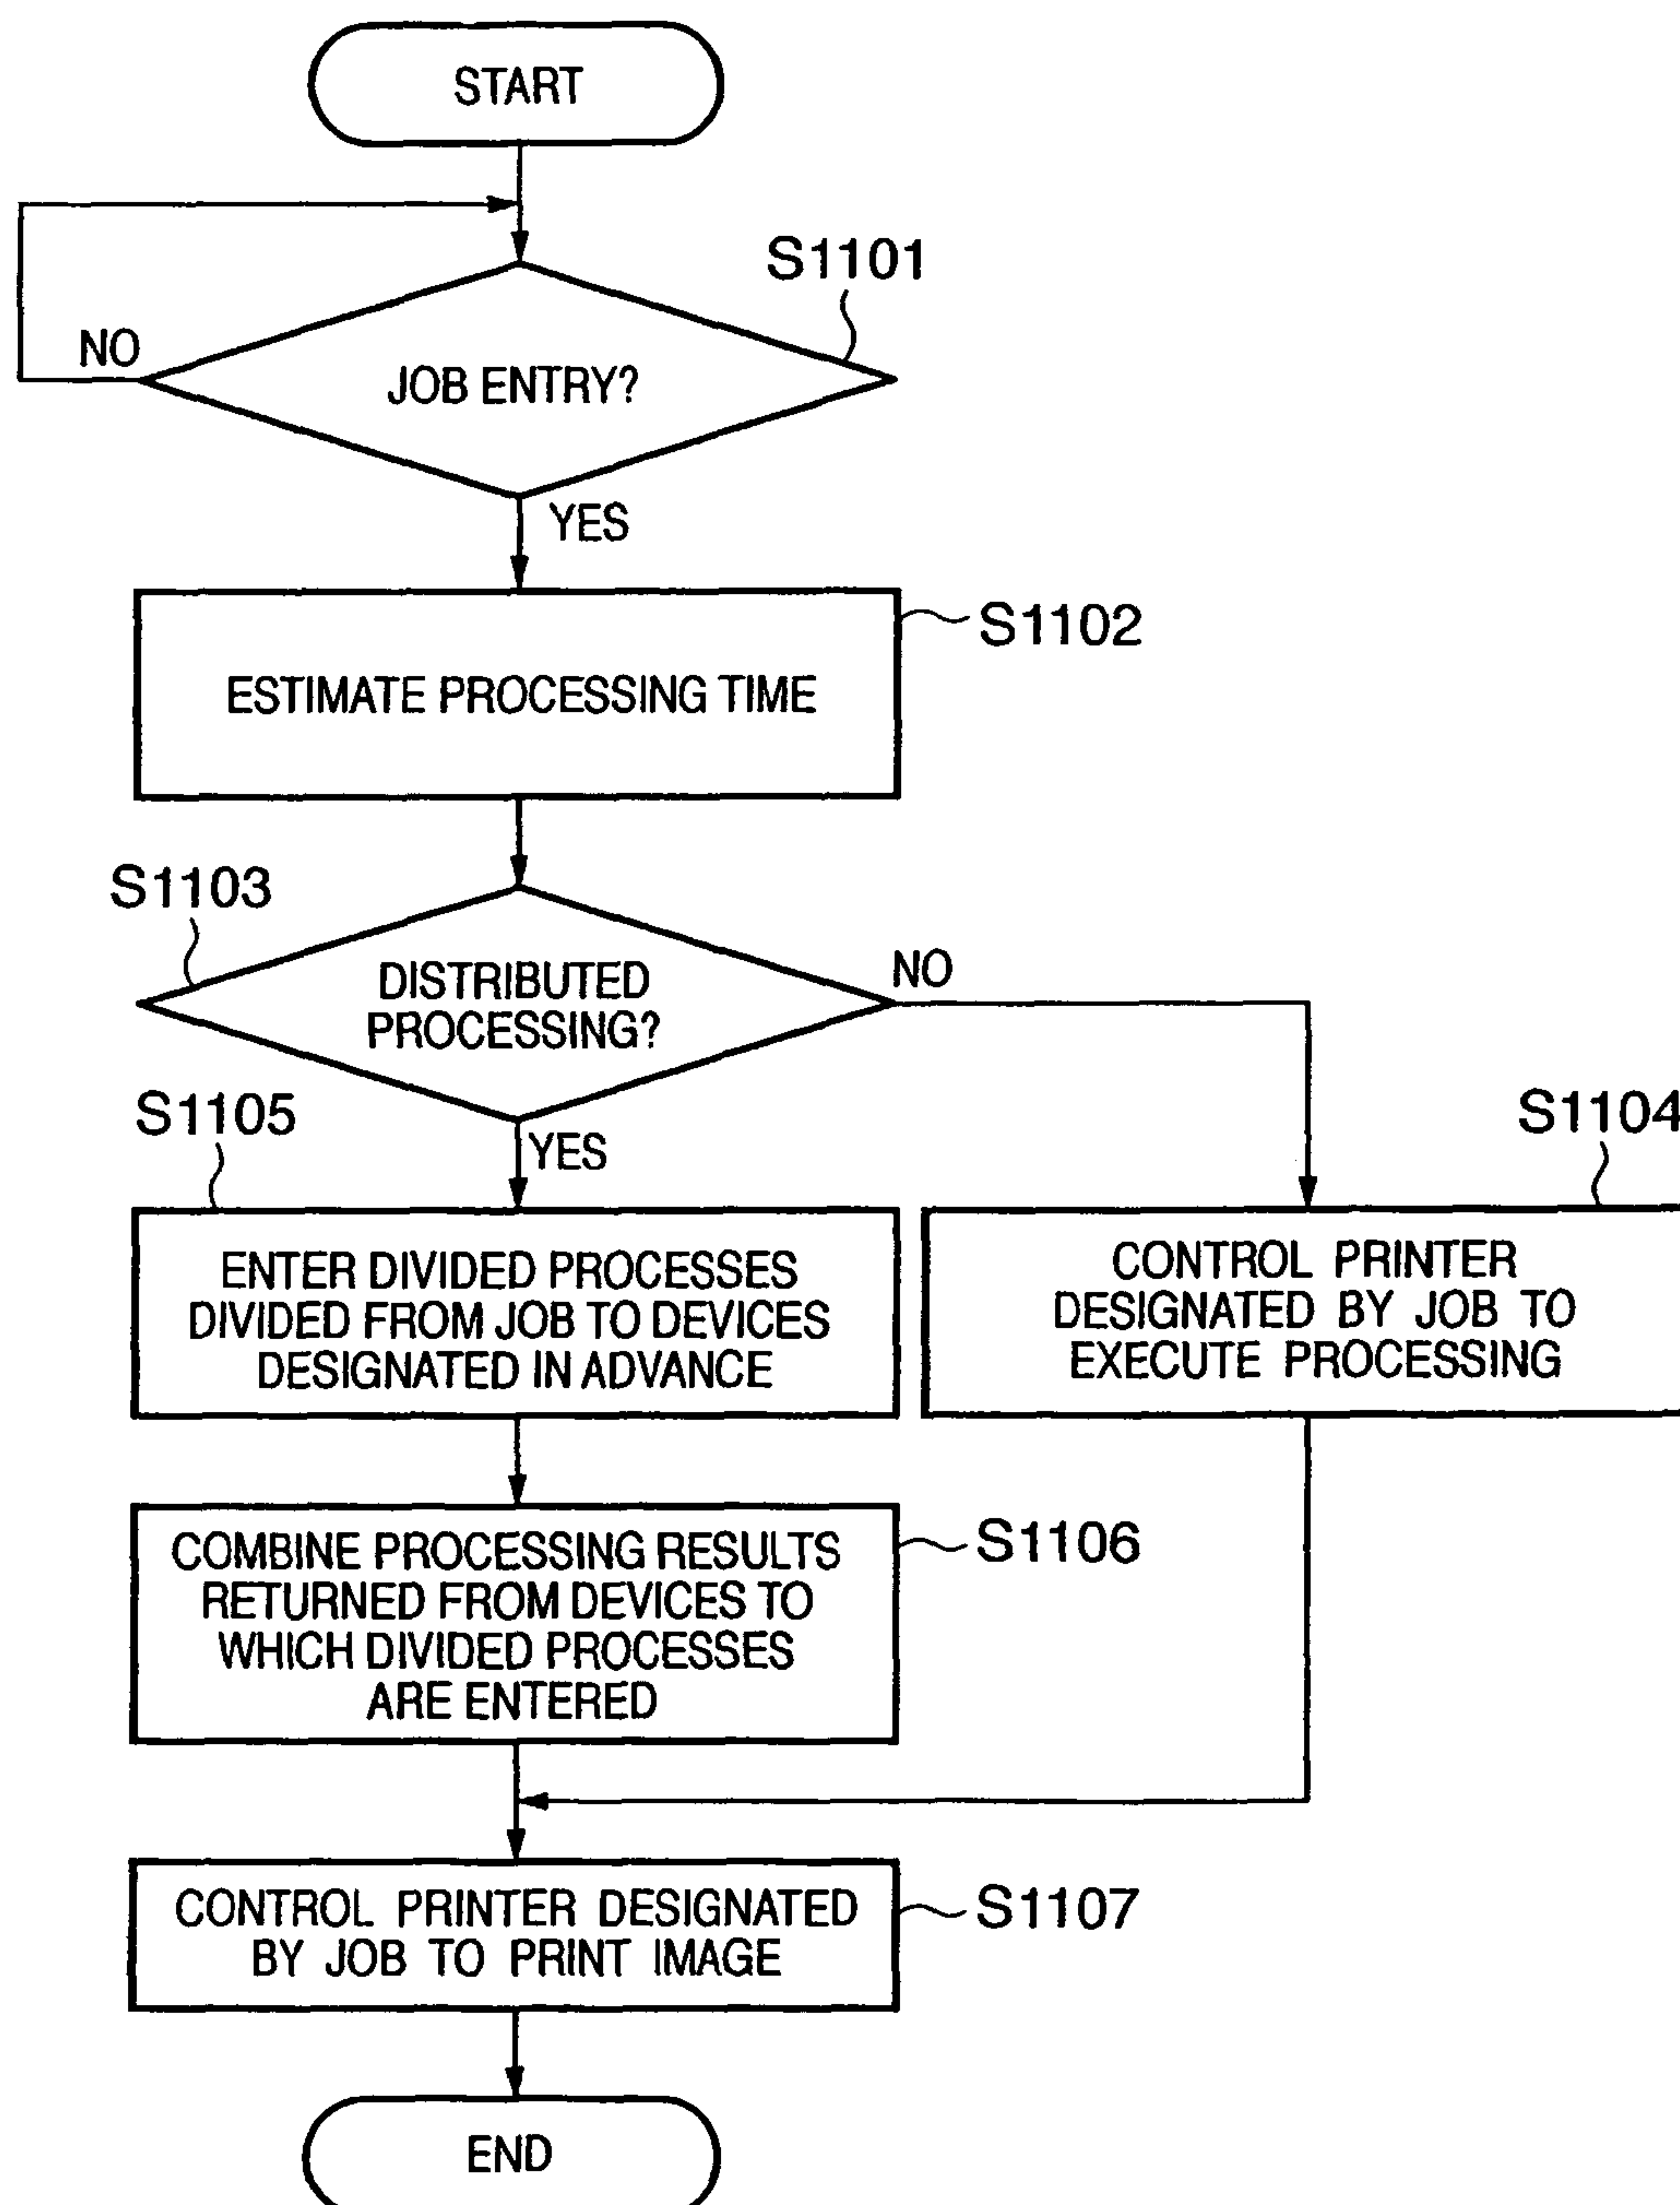 START
S1101
NO
JOB ENTRY?
YES
S1102
ESTIMATE PROCESSING TIME
S1103
NO
DISTRIBUTED
PROCESSING?
S1105
YES
S1104
ENTER DIVIDED PROCESSES
DIVIDED FROM JOB TO DEVICES
DESIGNATED IN ADVANCE
CONTROL PRINTER
DESIGNATED BY JOB TO
EXECUTE PROCESSING
COMBINE PROCESSING RESULTS
RETURNED FROM DEVICES TO
WHICH DIVIDED PROCESSES
ARE ENTERED
S1106
CONTROL PRINTER DESIGNATED
BY JOB TO PRINT IMAGE
S1107
END